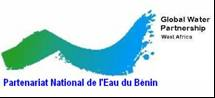 Global Water
Partnership
West Africa
Partenariat National de l'Eau du Bénin